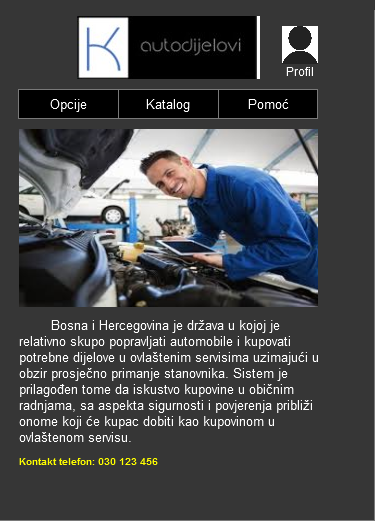 K autodijelovi
Profil
Opcije Katalog Pomoć
Bosna i Hercegovina je država u kojoj je
relativno skupo popravljati automobile i kupovati
potrebne dijelove u ovlaštenim servisima uzimajući u
obzir prosječno primanje stanovnika. Sistem je
prilagođen tome da iskustvo kupovine u običnim
radnjama, sa aspekta sigurnosti i povjerenja približi
onome koji će kupac dobiti kao kupovinom u
ovlaštenom servisu.
Kontakt telefon: 030 123 456